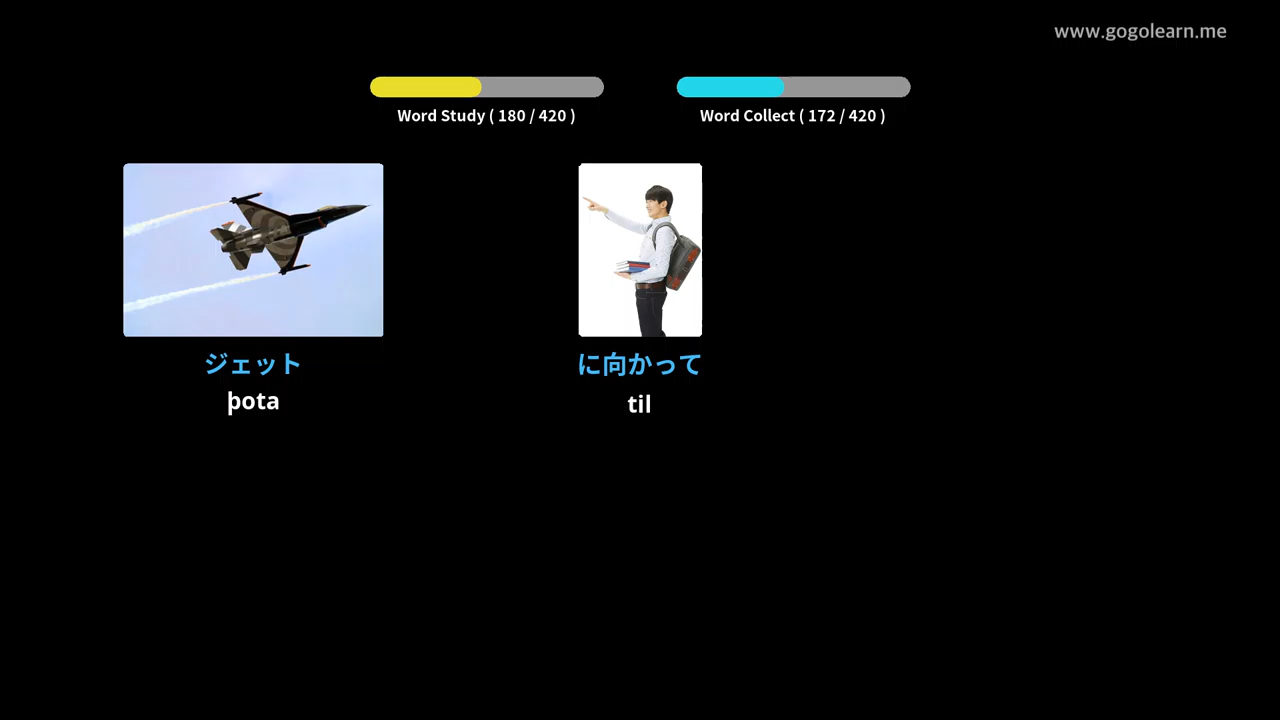 www.gogolearn.me
Word Study ( 180 / 420 )
Word Collect ( 172 / 420 )
ジェット
þota
に向かって
til